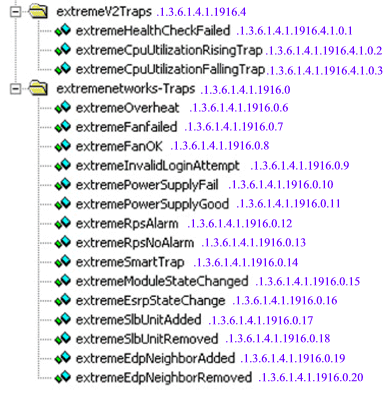 extremeV2Traps .1.3.6.1.4.1.1916.4
extremeHealthCheckFailed .1.3.6.1.4.1.1916.4.1.0.1
extremeCpuUtilizationRisingTrap .1.3.6.1.4.1.1916.4.1.0.2
extremeCpuUtilizationFallingTrap .1.3.6.1.4.1.1916.4.1.0.3
extremenetworks-Traps .1.3.6.1.4.1.1916.0
extremeOverheat .1.3.6.1.4.1.1916.0.6
extremeFanfailed .1.3.6.1.4.1.1916.0.7
extremeFanOK .1.3.6.1.4.1.1916.0.8
extremeInvalidLoginAttempt .1.3.6.1.4.1.1916.0.9
extremePowerSupplyFail .1.3.6.1.4.1.1916.0.10
extremePowerSupplyGood .1.3.6.1.4.1.1916.0.11
extremeRpsAlarm .1.3.6.1.4.1.1916.0.12
extremeRpsNoAlarm .1.3.6.1.4.1.1916.0.13
extremeSmartTrap .1.3.6.1.4.1.1916.0.14
extremeModuleStateChanged .1.3.6.1.4.1.1916.0.15
extremeEsrpStateChange .1.3.6.1.4.1.1916.0.16
extremeSlbUnitAdded .1.3.6.1.4.1.1916.0.17
extremeSlbUnitRemoved .1.3.6.1.4.1.1916.0.18
extremeEdpNeighborAdded .1.3.6.1.4.1.1916.0.19
extremeEdpNeighborRemoved .1.3.6.1.4.1.1916.0.20